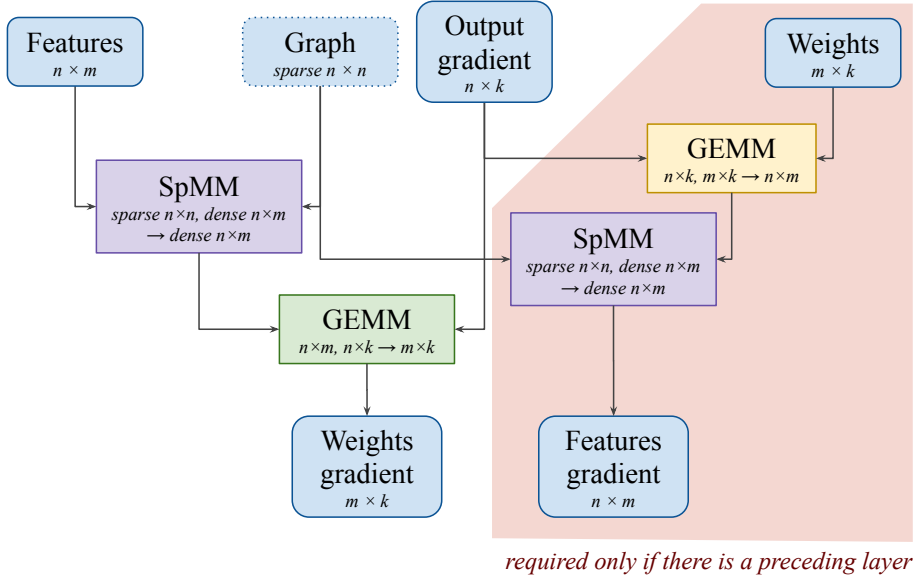 Features
n × m
Graph
sparse n × n
Output
gradient
n × k
Weights
m × k
GEMM
n×k, m×k → n×m
SpMM
sparse n×n, dense n×m
→ dense n×m
SpMM
sparse n×n, dense n×m
→ dense n×m
GEMM
n×m, n×k → m×k
Weights
gradient
m × k
Features
gradient
n × m
required only if there is a preceding layer